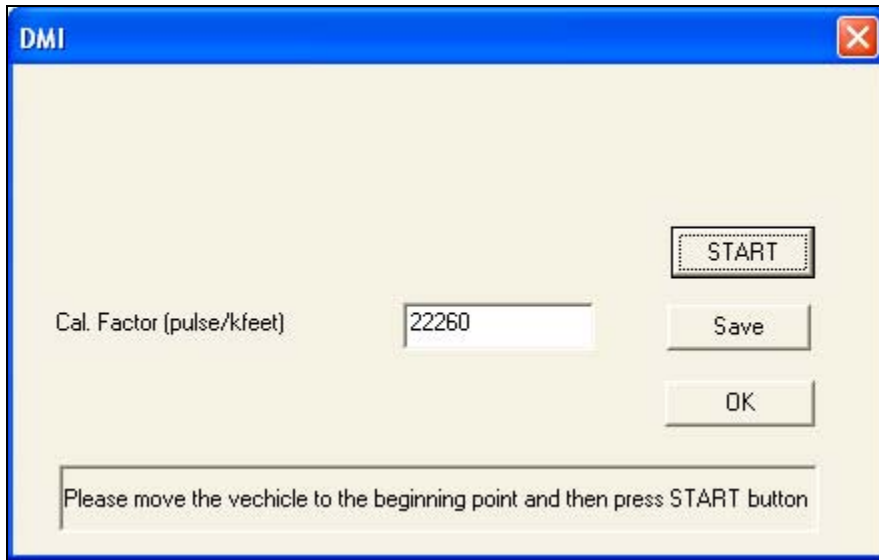 DMI
START
Cal. Factor (pulse/kfeet) 22260 Save
OK
Please move the vechicle to the beginning point and then press START button